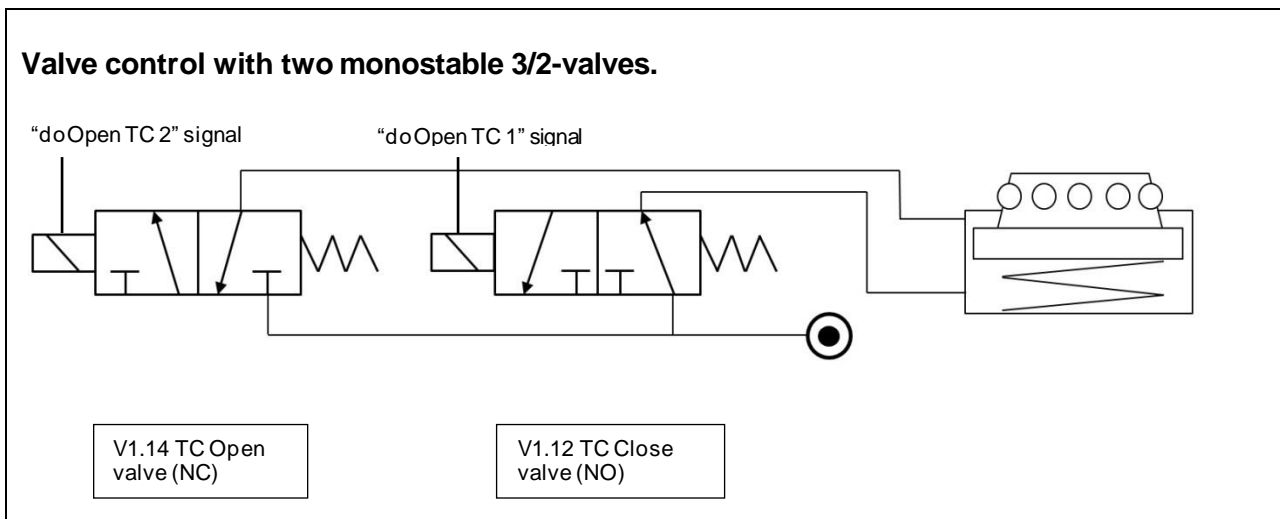 Valve control with two monostable 3/2-valves.
“doOpen TC 2” signal
“doOpen TC 1” signal
V1.14 TC Open
valve (NC)
V1.12 TC Close
valve (NO)